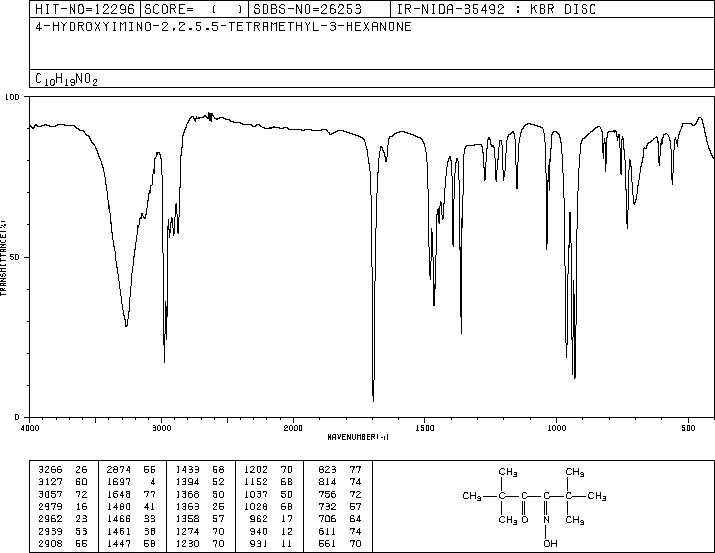 HIT-NO=12296 SCORE= ( ) SDBS-NO=26253 IR-NIDA-35492 : KBR DISC
4-HYDROXYIMINO-2,2,5,5-TETRAMETHYL-3-HEXANONE
C10H19NO2
100
50
0
TRANSMITTANCE(%)
4000 3000 2000 1500 1000 500
WAVENUMBER(-1)
3266 26 2874 56 1433 58 1202 70 823 77
3127 60 1697 4 1394 52 1152 68 814 74
3057 72 1648 77 1368 50 1037 50 756 72
2979 16 1480 41 1363 25 1028 68 732 57
2962 23 1466 33 1358 57 962 17 706 64
2939 53 1461 38 1274 70 940 12 611 74
2908 55 1447 58 1230 70 931 11 561 70
CH3 CH3
CH3 C C C C CH3
CH3 O N CH3
OH